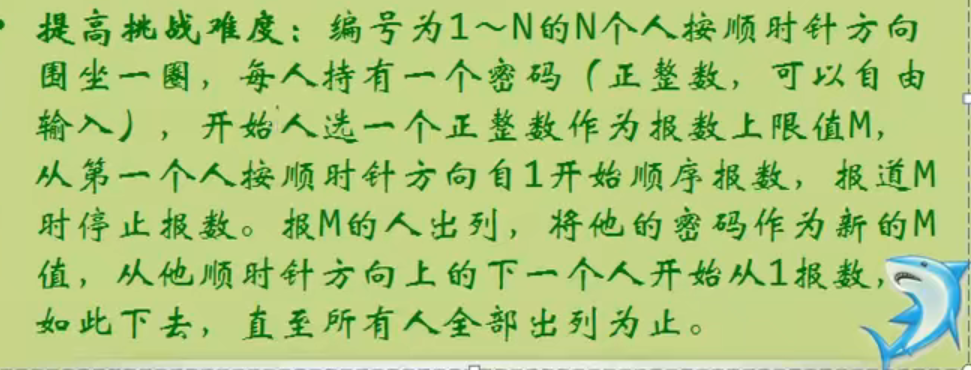 • 提高挑战难度：编号为1～N的N个人按顺时针方向
围坐一圈，每人持有一个密码（正整数，可以自由
输入），开始人选一个正整数作为报数上限值M，
从第一个人按顺时针方向自1开始顺序报数，报道M
时停止报数。报M的人出列，将他的密码作为新的M
值，从他顺时针方向上的下一个人开始从1报数，
如此下去，直至所有人全部出列为止。